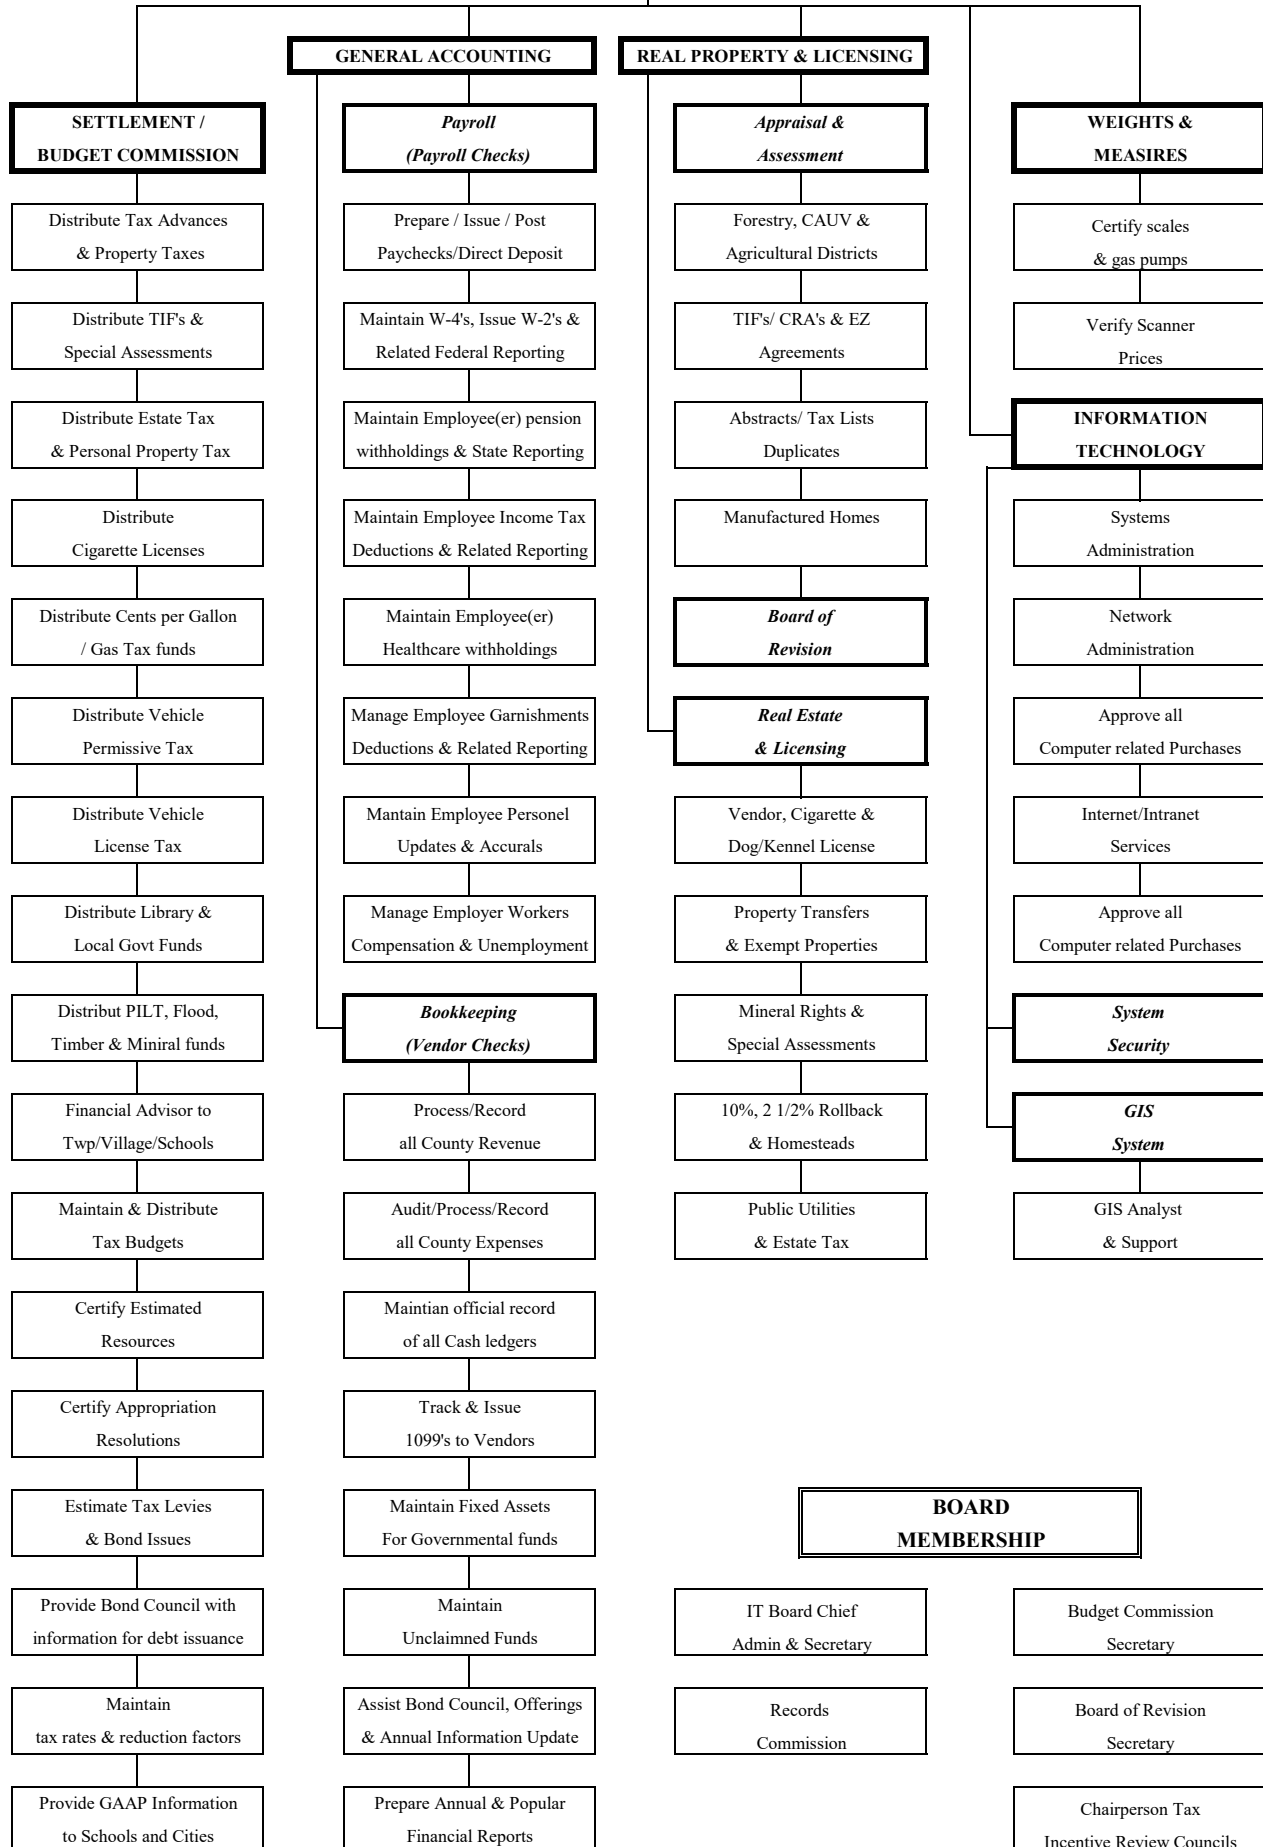 GENERAL ACCOUNTING
REAL PROPERTY & LICENSING
SETTLEMENT /
BUDGET COMMISSION
Distribute Tax Advances
& Property Taxes
Distribute TIF's &
Special Assessments
Distribute Estate Tax
& Personal Property Tax
Distribute
Cigarette Licenses
Distribute Cents per Gallon
/ Gas Tax funds
Distribute Vehicle
Permissive Tax
Distribute Vehicle
License Tax
Distribute Library &
Local Govt Funds
Distribut PILT, Flood,
Timber & Miniral funds
Financial Advisor to
Twp/Village/Schools
Maintain & Distribute
Tax Budgets
Certify Estimated
Resources
Certify Appropriation
Resolutions
Estimate Tax Levies
& Bond Issues
Provide Bond Council with
information for debt issuance
Maintain
tax rates & reduction factors
Provide GAAP Information
to Schools and Cities
Payroll
(Payroll Checks)
Prepare / Issue / Post
Paychecks/Direct Deposit
Maintain W-4's, Issue W-2's &
Related Federal Reporting
Maintain Employee(er) pension
withholdings & State Reporting
Maintain Employee Income Tax
Deductions & Related Reporting
Maintain Employee(er)
Healthcare withholdings
Manage Employee Garnishments
Deductions & Related Reporting
Mantain Employee Personel
Updates & Accurals
Manage Employer Workers
Compensation & Unemployment
Bookkeeping
(Vendor Checks)
Process/Record
all County Revenue
Audit/Process/Record
all County Expenses
Maintian official record
of all Cash ledgers
Track & Issue
1099's to Vendors
Maintain Fixed Assets
For Governmental funds
Maintain
Unclaimned Funds
Assist Bond Council, Offerings
& Annual Information Update
Prepare Annual & Popular
Financial Reports
Appraisal &
Assessment
Forestry, CAUV &
Agricultural Districts
TIF's/ CRA's & EZ
Agreements
Abstracts/ Tax Lists
Duplicates
Manufactured Homes
Board of
Revision
Real Estate
& Licensing
Vendor, Cigarette &
Dog/Kennel License
Property Transfers
& Exempt Properties
Mineral Rights &
Special Assessments
10%, 2 1/2% Rollback
& Homesteads
Public Utilities
& Estate Tax
WEIGHTS &
MEASIRES
Certify scales
& gas pumps
Verify Scanner
Prices
INFORMATION
TECHNOLOGY
Systems
Administration
Network
Administration
Approve all
Computer related Purchases
Internet/Intranet
Services
Approve all
Computer related Purchases
System
Security
GIS
System
GIS Analyst
& Support
BOARD
MEMBERSHIP
IT Board Chief
Admin & Secretary
Records
Commission
Budget Commission
Secretary
Board of Revision
Secretary
Chairperson Tax
Incentive Review Councils